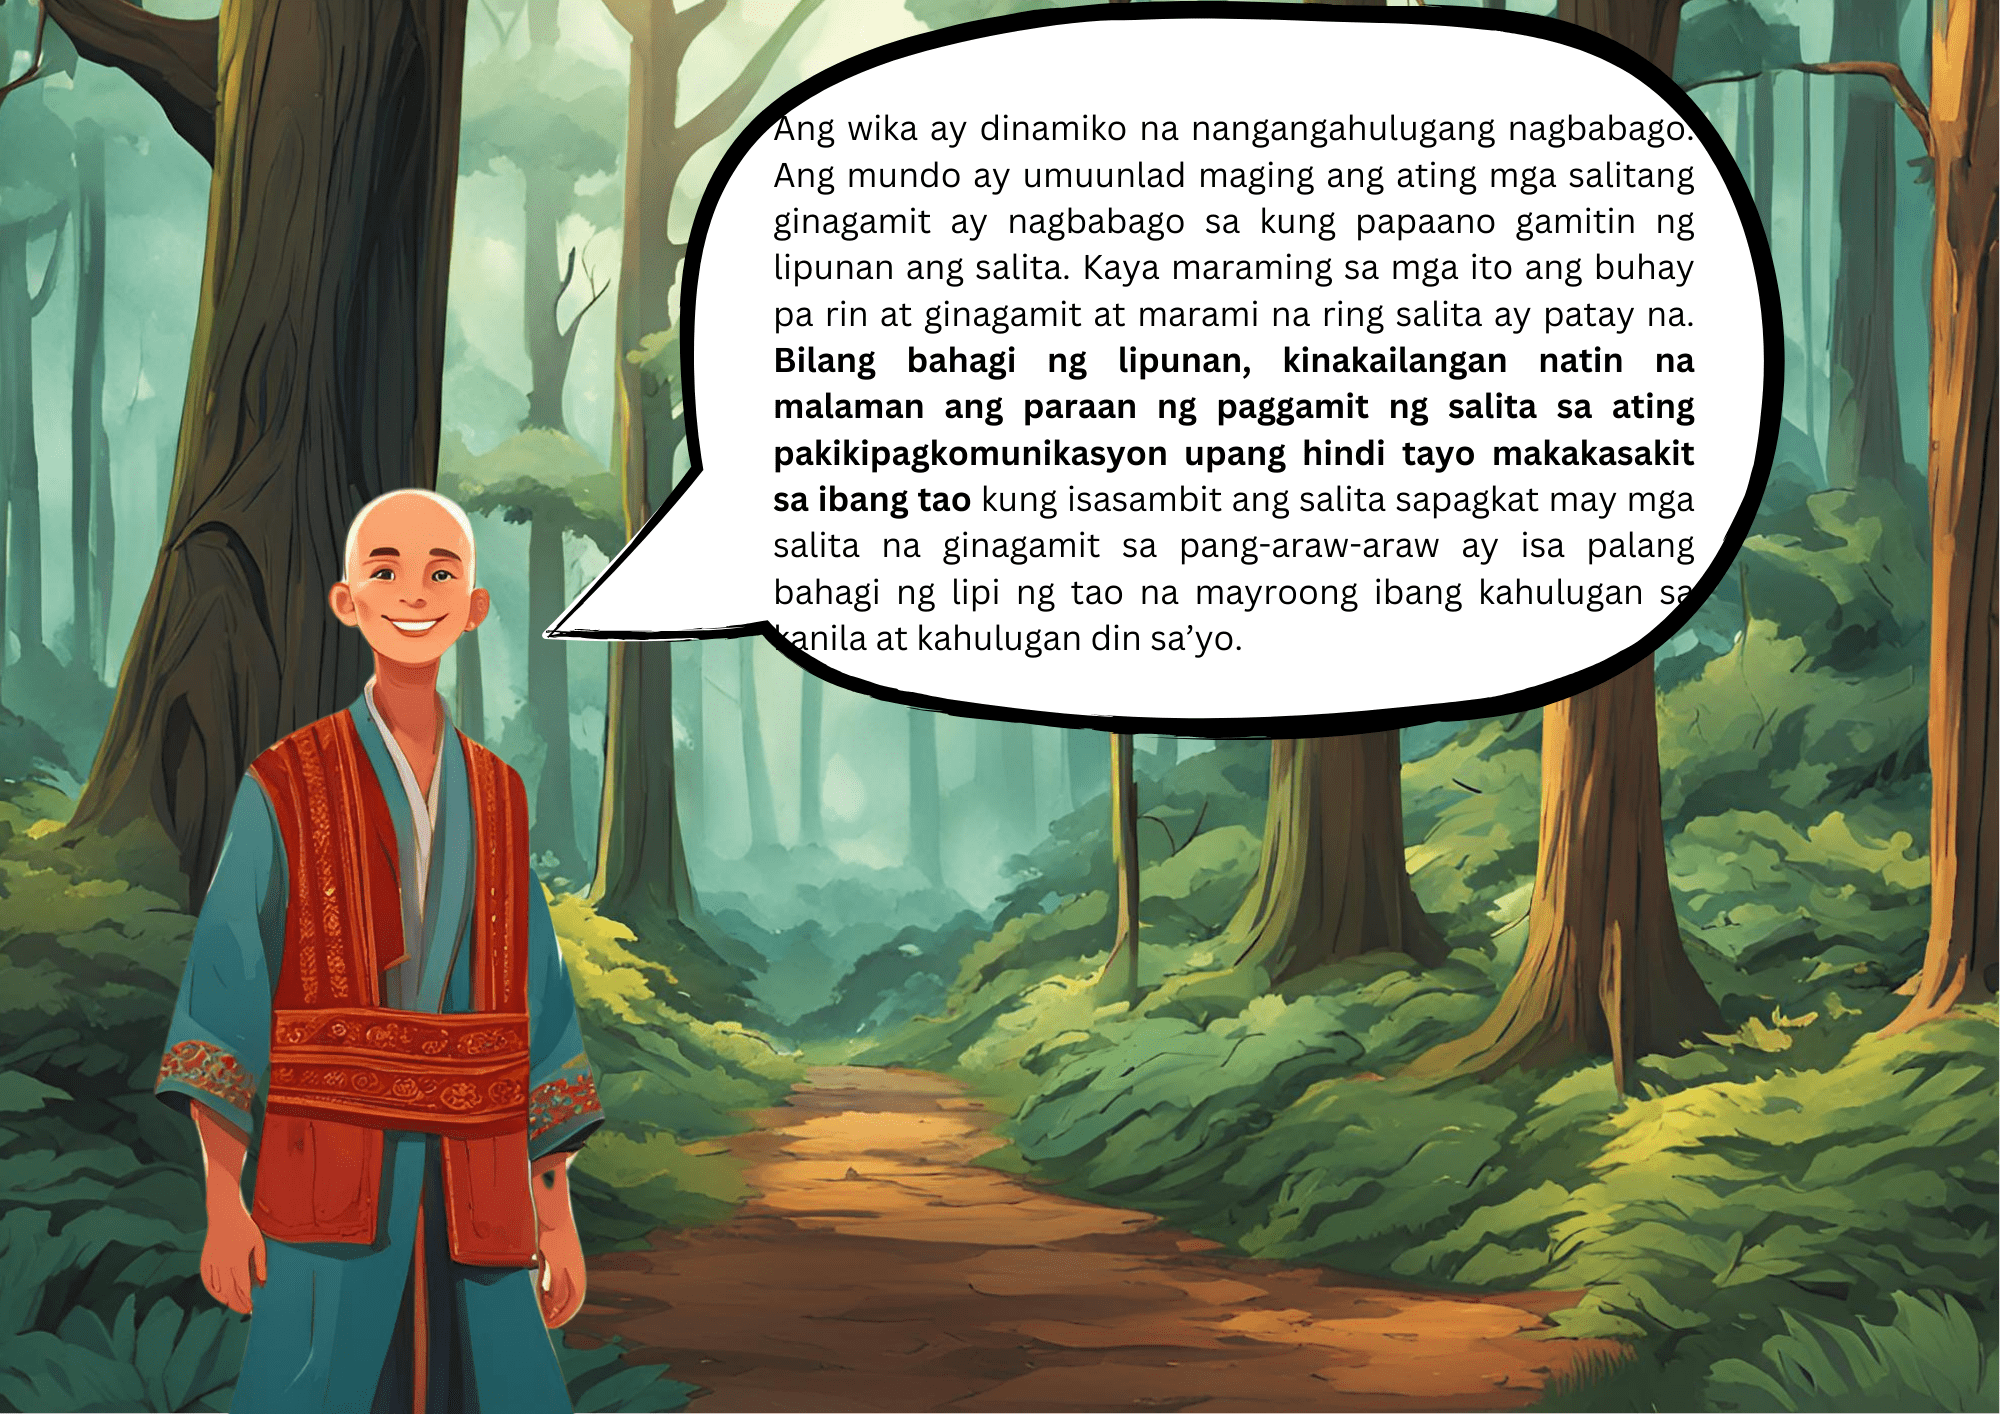 Ang wika ay dinamiko na nangangahulugang nagbabago.
Ang mundo ay umuunlad maging ang ating mga salitang
ginagamit ay nagbabago sa kung papaano gamitin ng
lipunan ang salita. Kaya maraming sa mga ito ang buhay
pa rin at ginagamit at marami na ring salita ay patay na.
Bilang bahagi ng lipunan, kinakailangan natin na
malaman ang paraan ng paggamit ng salita sa ating
pakikipagkomunikasyon upang hindi tayo makakasakit
sa ibang tao kung isasambit ang salita sapagkat may mga
salita na ginagamit sa pang-araw-araw ay isa palang
bahagi ng lipi ng tao na mayroong ibang kahulugan sa
kanila at kahulugan din sa’yo.